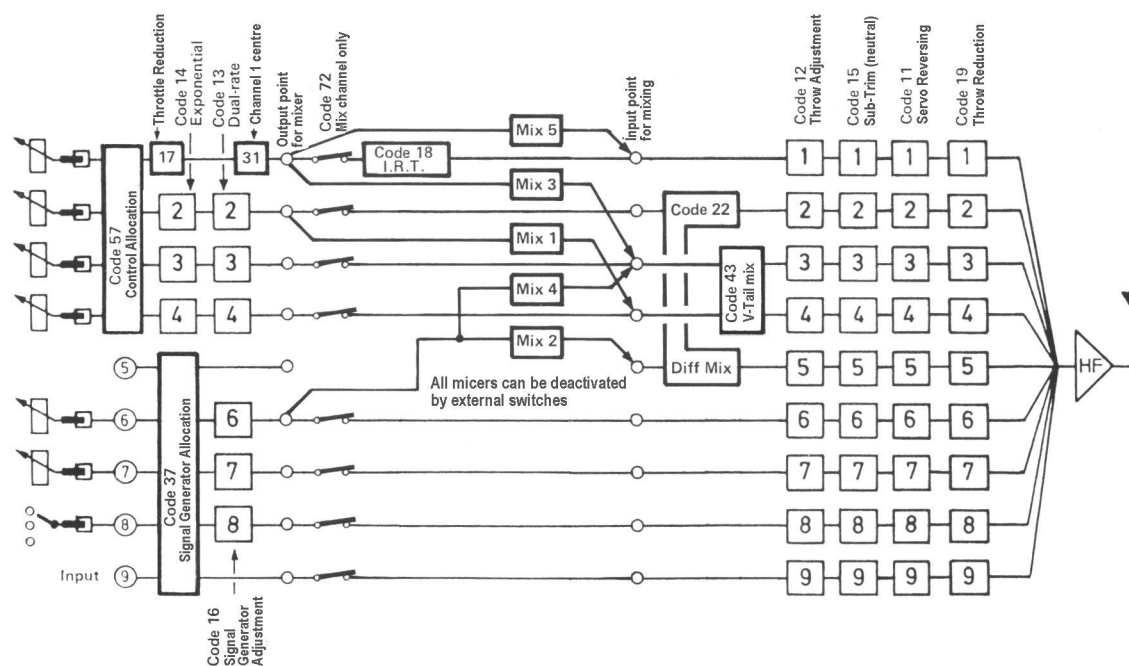 Throttle Reduction
Code 14
Exponential
Code 13
Dual-rate
Channel 1 centre
Output point
for mixer
Code 72
Mix channel only
input point
for mixing
Code 12
Throw Adjustment
Code 15
Sub-Trim (neutral)
Code 11
Servo Reversing
Code 19
Throw Reduction
Mix 5
17
31
Code 18
I.R.T.
1 1 1 1
Mix 3
2 2
Code 22
2 2 2 2
Mix 1
Code 57
Control Allocation
3 3
3 3 3 3
Mix 4
Code 43
V-Tail mix
4 4
4 4 4 4
Mix 2
5
Diff Mix
5 5 5 5
HF
All micers can be deactivated
by external switches
6
6
6 6 6 6
Code 37
Signal Generator Allocation
7
7
7 7 7 7
8
8
8 8 8 8
Input 9
9 9 9 9
Code 16
Signal
Generator
Adjustment